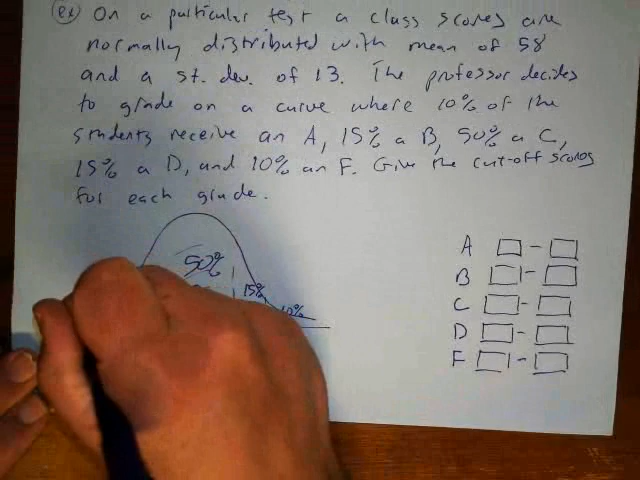 ex On a particular test a class scores are
normally distributed with mean of 58
and a st. dev. of 13. The professor decides
to grade on a curve where 10% of the
students receive an A, 15% a B, 50% a C,
15% a D, and 10% an F. Give the cut-off scores
for each grade.
50%
15%
10%
A -
B -
C -
D -
F -